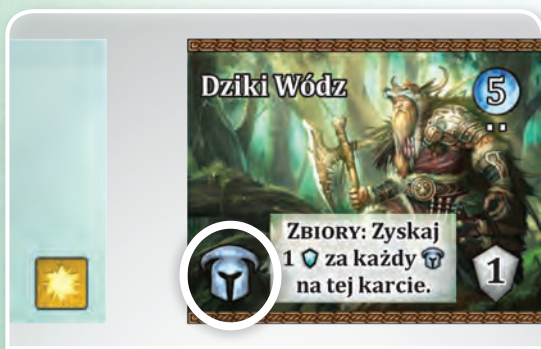 Dziki Wódz
5
ZBIORY: Zyskaj
1 za każdy
na tej karcie.
1